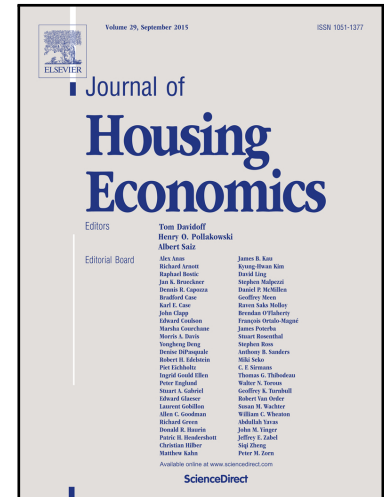 Volume 29, September 2015
ISSN 1051-1377
ELSEVIER
Journal of
Housing
Economics
Editors
Tom Davidoff
Henry O. Pollakowski
Albert Saiz
Editorial Board
Alex Anas
Richard Arnott
Raphael Bostic
Jan K. Brueckner
Dennis R. Capozza
Bradford Case
Karl E. Case
John Clapp
Edward Coulson
Marsha Courchane
Morris A. Davis
Yongheng Deng
Denise DiPasquale
Robert H. Edelstein
Piet Eichholtz
Ingrid Gould Ellen
Peter Englund
Stuart A. Gabriel
Edward Glaeser
Laurent Gobillon
Allen C. Goodman
Richard Green
Donald R. Haurin
Patric H. Hendershott
Christian Hilber
Matthew Kahn
James B. Kau
Kyung-Hwan Kim
David Ling
Stephen Malpezzi
Daniel P. McMillen
Geoffrey Meen
Raven Saks Molloy
Brendan O'Flaherty
François Ortalo-Magné
James Poterba
Stuart Rosenthal
Stephen Ross
Anthony B. Sanders
Miki Seko
C. F. Sirmans
Thomas G. Thibodeau
Walter N. Torous
Geoffrey K. Turnbull
Robert Van Order
Susan M. Wachter
William C. Wheaton
Abdullah Yavas
John M. Yinger
Jeffrey E. Zabel
Siqi Zheng
Peter M. Zorn
Available online at www.sciencedirect.com
ScienceDirect